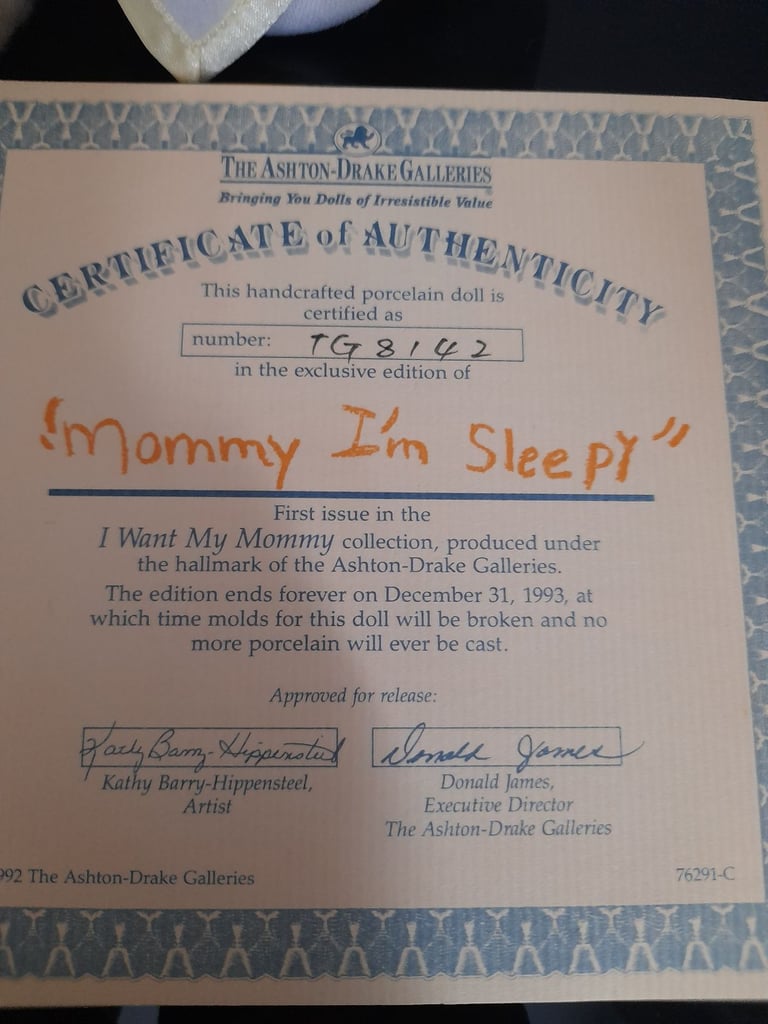 THE ASHTON-DRAKE GALLERIES
Bringing You Dolls of Irresistible Value
CERTIFICATE of AUTHENTICITY
This handcrafted porcelain doll is
certified as
number: TG8142
in the exclusive edition of
"Mommy I'm Sleepy"
First issue in the
I Want My Mommy collection, produced under
the hallmark of the Ashton-Drake Galleries.
The edition ends forever on December 31, 1993, at
which time molds for this doll will be broken and no
more porcelain will ever be cast.
Approved for release:
Kathy Barry-Hippensteel Donald James
Kathy Barry-Hippensteel, Donald James,
Artist Executive Director
The Ashton-Drake Galleries
992 The Ashton-Drake Galleries 76291-C